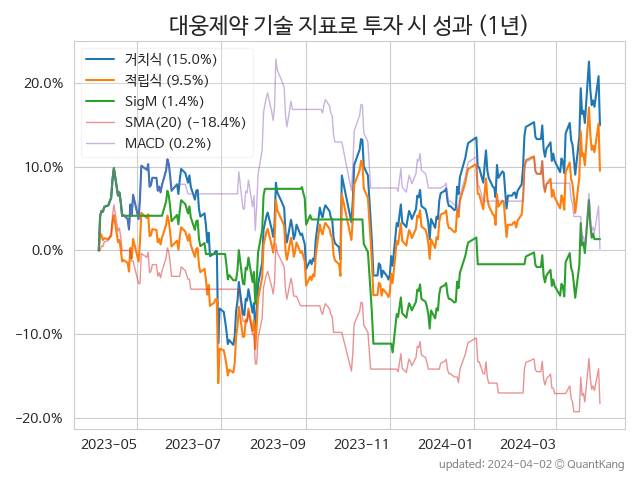 대웅제약 기술 지표로 투자 시 성과 (1년)
거치식 (15.0%)
적립식 (9.5%)
SigM (1.4%)
SMA(20) (−18.4%)
MACD (0.2%)
20.0%
10.0%
0.0%
−10.0%
−20.0%
2023-05 2023-07 2023-09 2023-11 2024-01 2024-03
updated: 2024-04-02 © QuantKang